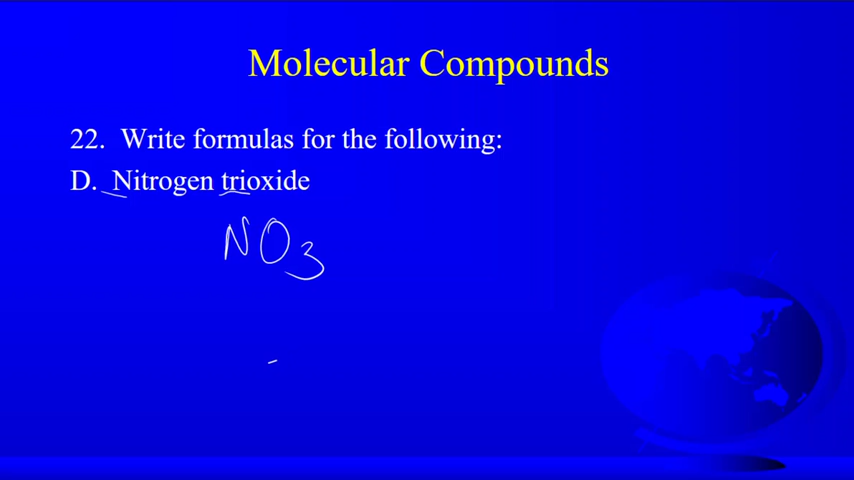 Molecular Compounds
22. Write formulas for the following:
D. Nitrogen trioxide
NO3